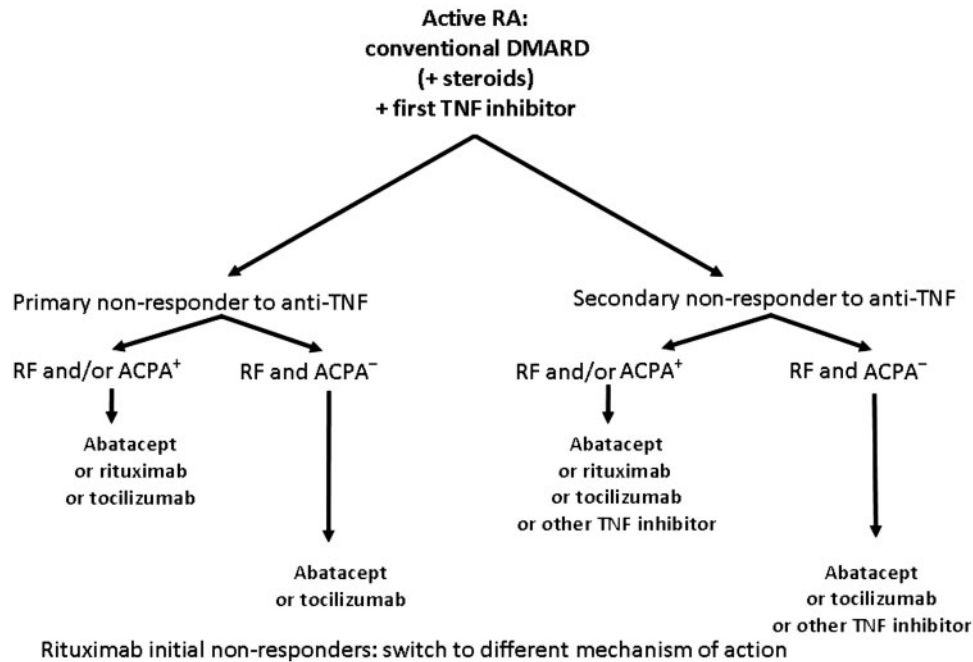 Active RA:
conventional DMARD
(+ steroids)
+ first TNF inhibitor
Primary non-responder to anti-TNF
RF and/or ACPA⁺
RF and ACPA⁻
Abatacept
or rituximab
or tocilizumab
Abatacept
or tocilizumab
Secondary non-responder to anti-TNF
RF and/or ACPA⁺
RF and ACPA⁻
Abatacept
or rituximab
or tocilizumab
or other TNF inhibitor
Abatacept
or tocilizumab
or other TNF inhibitor
Rituximab initial non-responders: switch to different mechanism of action